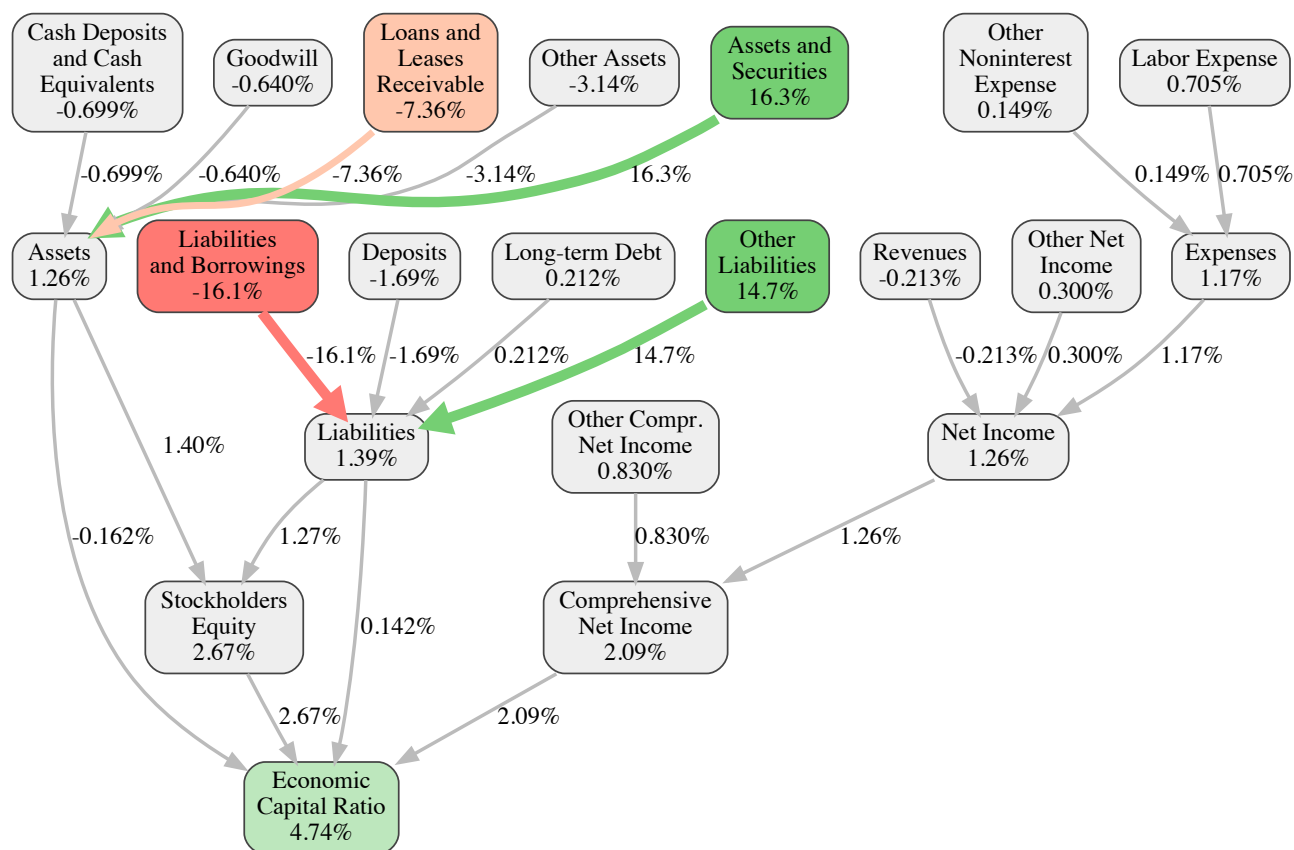 Cash Deposits
and Cash
Equivalents
-0.699%
Goodwill
-0.640%
Loans and
Leases
Receivable
-7.36%
Other Assets
-3.14%
Assets and
Securities
16.3%
Other
Noninterest
Expense
0.149%
Labor Expense
0.705%
-0.699%
-0.640%
-7.36%
-3.14%
16.3%
0.149%
0.705%
Assets
1.26%
Liabilities
and Borrowings
-16.1%
Deposits
-1.69%
Long-term Debt
0.212%
Other
Liabilities
14.7%
Revenues
-0.213%
Other Net
Income
0.300%
Expenses
1.17%
-16.1%
-1.69%
0.212%
14.7%
-0.213%
0.300%
1.17%
1.40%
Liabilities
1.39%
Other Compr.
Net Income
0.830%
Net Income
1.26%
-0.162%
1.27%
0.830%
1.26%
Stockholders
Equity
2.67%
0.142%
Comprehensive
Net Income
2.09%
2.67%
2.09%
Economic
Capital Ratio
4.74%